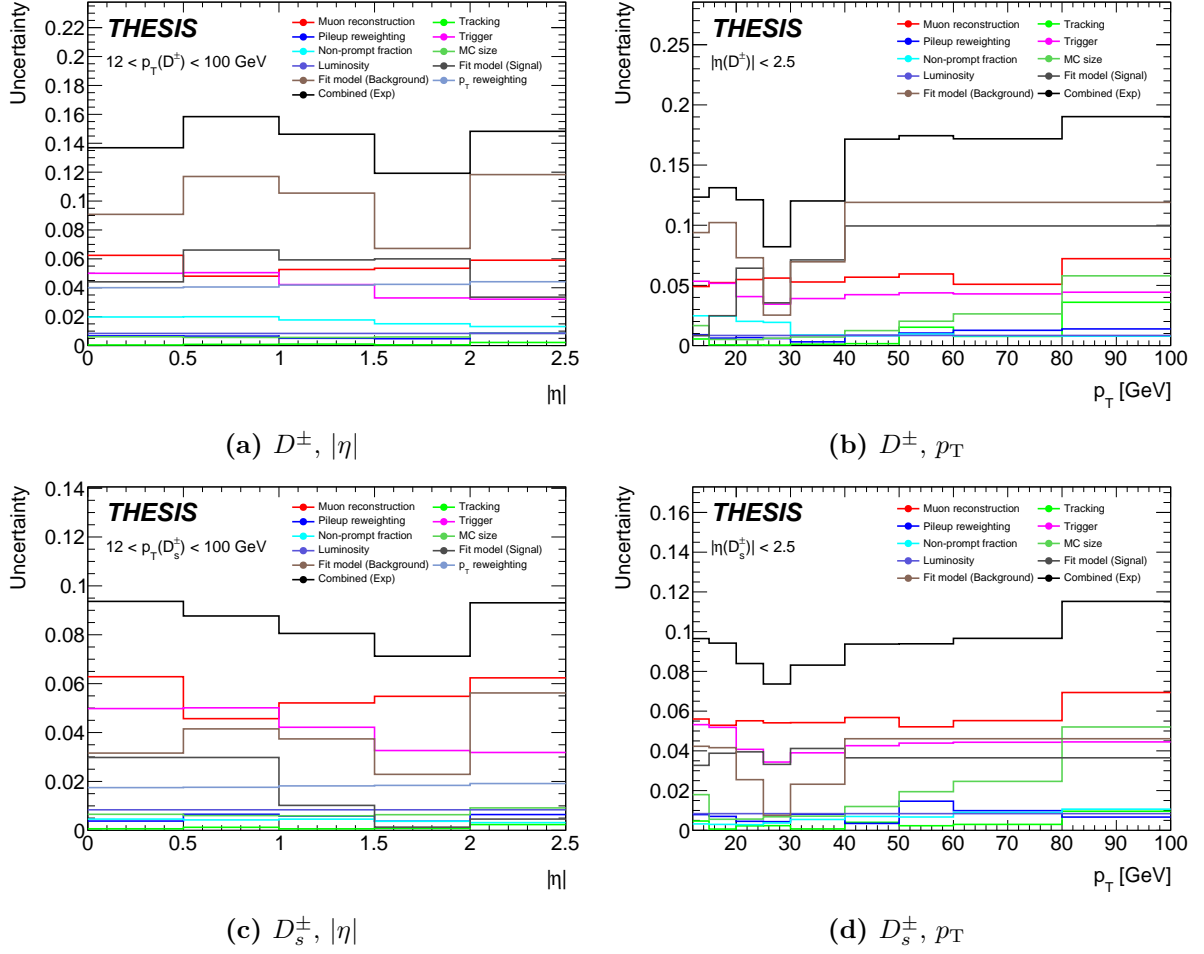 THESIS
12 < p_T(D±) < 100 GeV
Muon reconstruction
Pileup reweighting
Non-prompt fraction
Luminosity
Fit model (Background)
Combined (Exp)
Tracking
Trigger
MC size
Fit model (Signal)
p_T reweighting
Uncertainty
0.22
0.2
0.18
0.16
0.14
0.12
0.1
0.08
0.06
0.04
0.02
0
0 0.5 1 1.5 2 2.5
|η|
(a) D±, |η|
THESIS
|η(D±)| < 2.5
Muon reconstruction
Pileup reweighting
Non-prompt fraction
Luminosity
Fit model (Background)
Tracking
Trigger
MC size
Fit model (Signal)
Combined (Exp)
Uncertainty
0.25
0.2
0.15
0.1
0.05
0
20 30 40 50 60 70 80 90 100
p_T [GeV]
(b) D±, p_T
THESIS
12 < p_T(D_s±) < 100 GeV
Muon reconstruction
Pileup reweighting
Non-prompt fraction
Luminosity
Fit model (Background)
Combined (Exp)
Tracking
Trigger
MC size
Fit model (Signal)
p_T reweighting
Uncertainty
0.14
0.12
0.1
0.08
0.06
0.04
0.02
0
0 0.5 1 1.5 2 2.5
|η|
(c) D_s±, |η|
THESIS
|η(D_s±)| < 2.5
Muon reconstruction
Pileup reweighting
Non-prompt fraction
Luminosity
Fit model (Background)
Tracking
Trigger
MC size
Fit model (Signal)
Combined (Exp)
Uncertainty
0.16
0.14
0.12
0.1
0.08
0.06
0.04
0.02
0
20 30 40 50 60 70 80 90 100
p_T [GeV]
(d) D_s±, p_T